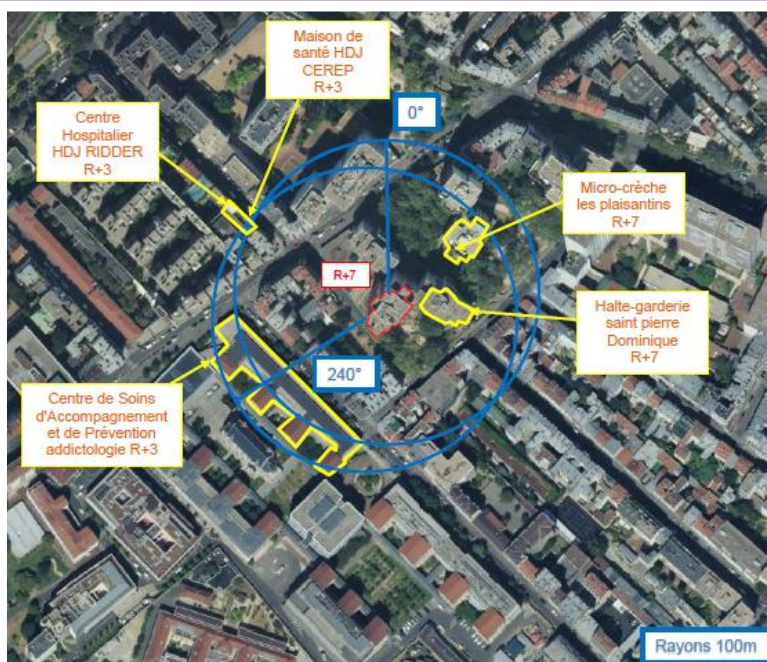 Maison de
santé HDJ
CEREP
R+3
0°
Centre
Hospitalier
HDJ RIDDER
R+3
Micro-crèche
les plaisantins
R+7
R+7
Halte-garderie
saint pierre
Dominique
R+7
240°
Centre de Soins
d'Accompagnement
et de Prévention
addictologie R+3
Rayons 100m